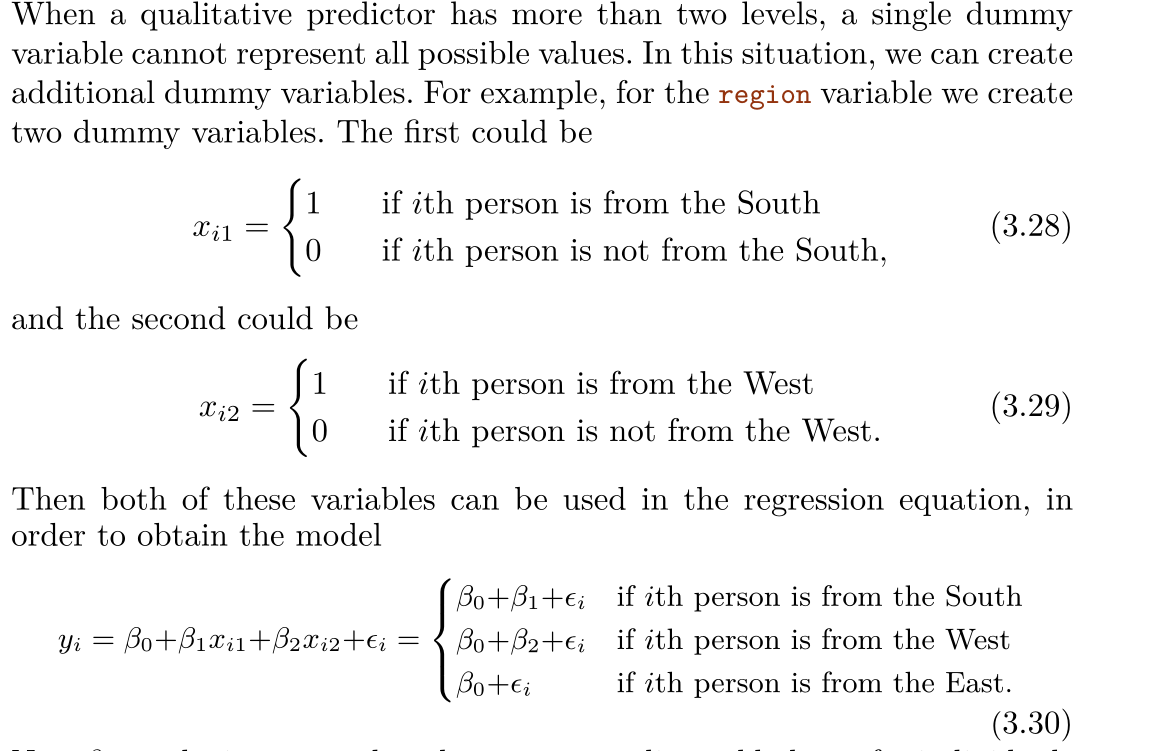 When a qualitative predictor has more than two levels, a single dummy
variable cannot represent all possible values. In this situation, we can create
additional dummy variables. For example, for the region variable we create
two dummy variables. The first could be
x_{i1} = { 1 if ith person is from the South
0 if ith person is not from the South, (3.28)
and the second could be
x_{i2} = { 1 if ith person is from the West
0 if ith person is not from the West. (3.29)
Then both of these variables can be used in the regression equation, in
order to obtain the model
y_i = β_0+β_1x_{i1}+β_2x_{i2}+ϵ_i = { β_0+β_1+ϵ_i if ith person is from the South
β_0+β_2+ϵ_i if ith person is from the West
β_0+ϵ_i if ith person is from the East.
(3.30)